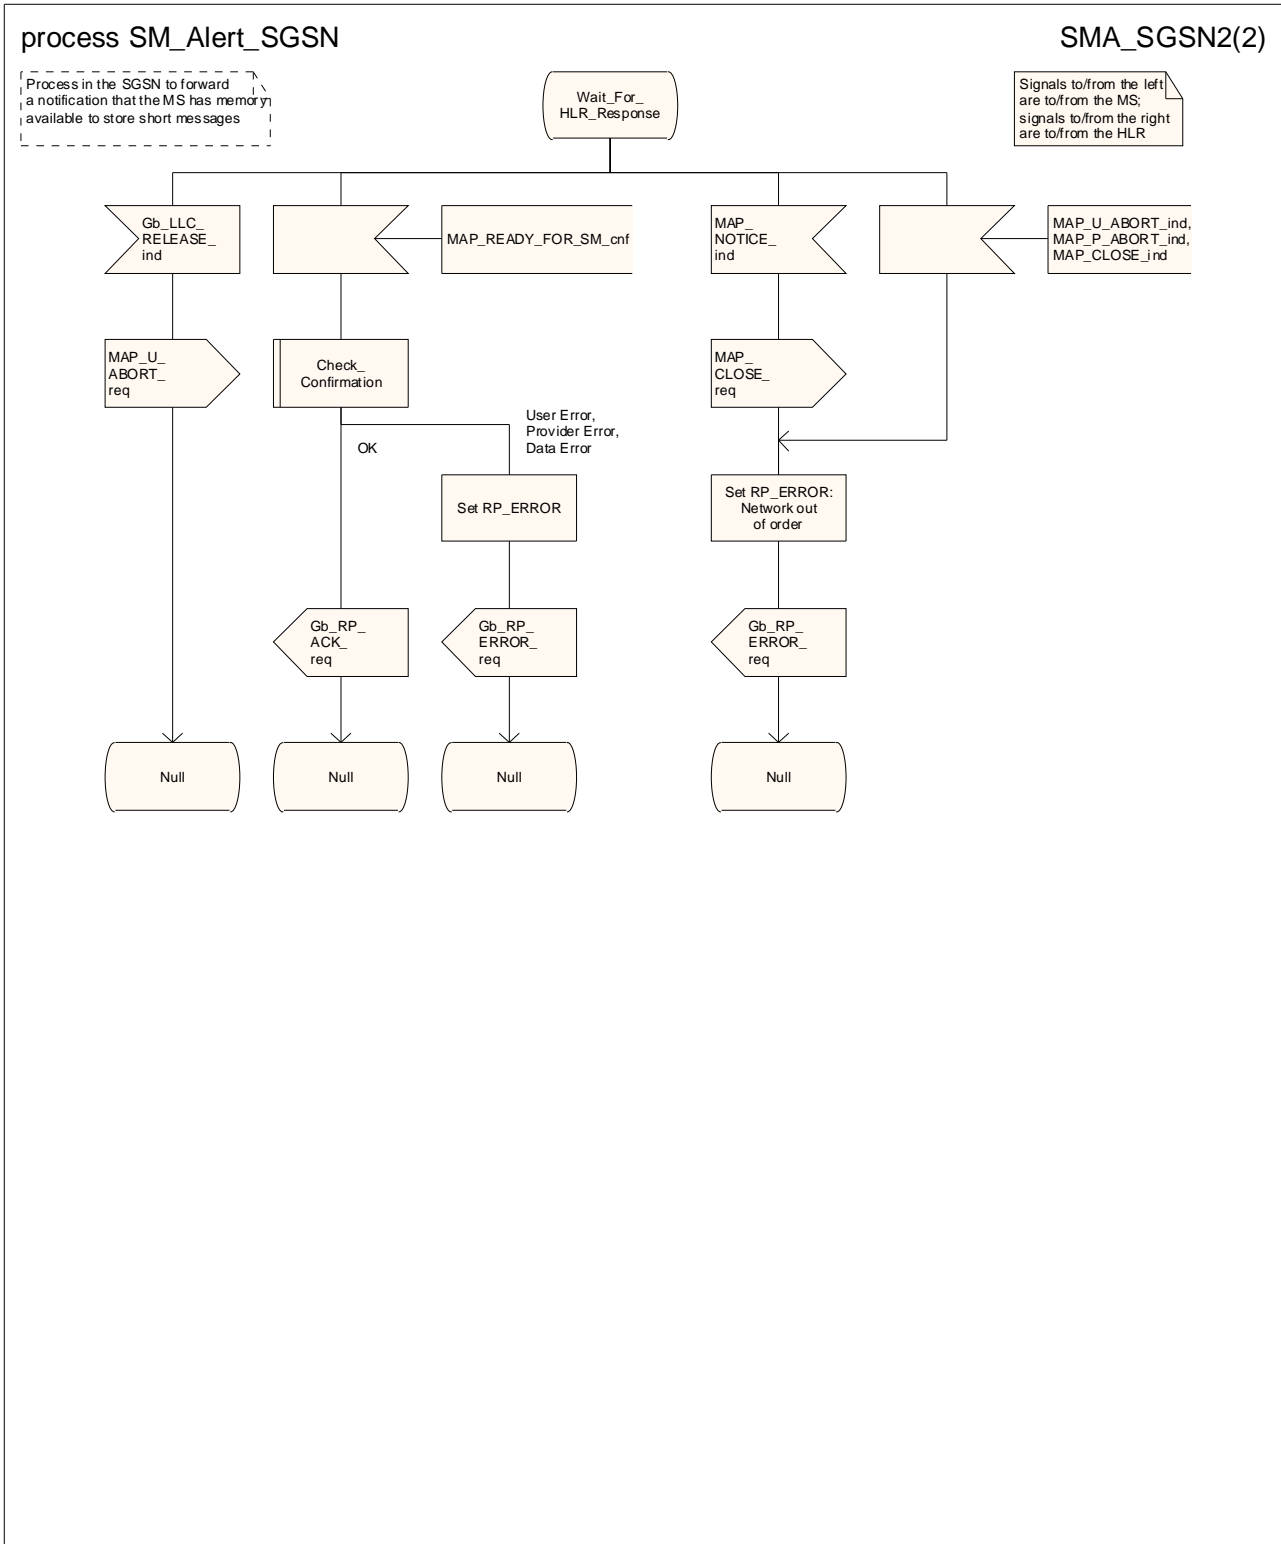 process SM_Alert_SGSN
SMA_SGSN2(2)
Process in the SGSN to forward
a notification that the MS has memory
available to store short messages
Wait_For_
HLR_Response
Signals to/from the left
are to/from the MS;
signals to/from the right
are to/from the HLR
Gb_LLC_
RELEASE_
ind
MAP_READY_FOR_SM_cnf
MAP_
NOTICE_
ind
MAP_U_ABORT_ind,
MAP_P_ABORT_ind,
MAP_CLOSE_ind
MAP_U_
ABORT_
req
Check_
Confirmation
MAP_
CLOSE_
req
OK
User Error,
Provider Error,
Data Error
Set RP_ERROR
Set RP_ERROR:
Network out
of order
Gb_RP_
ACK_
req
Gb_RP_
ERROR_
req
Gb_RP_
ERROR_
req
Null
Null
Null
Null